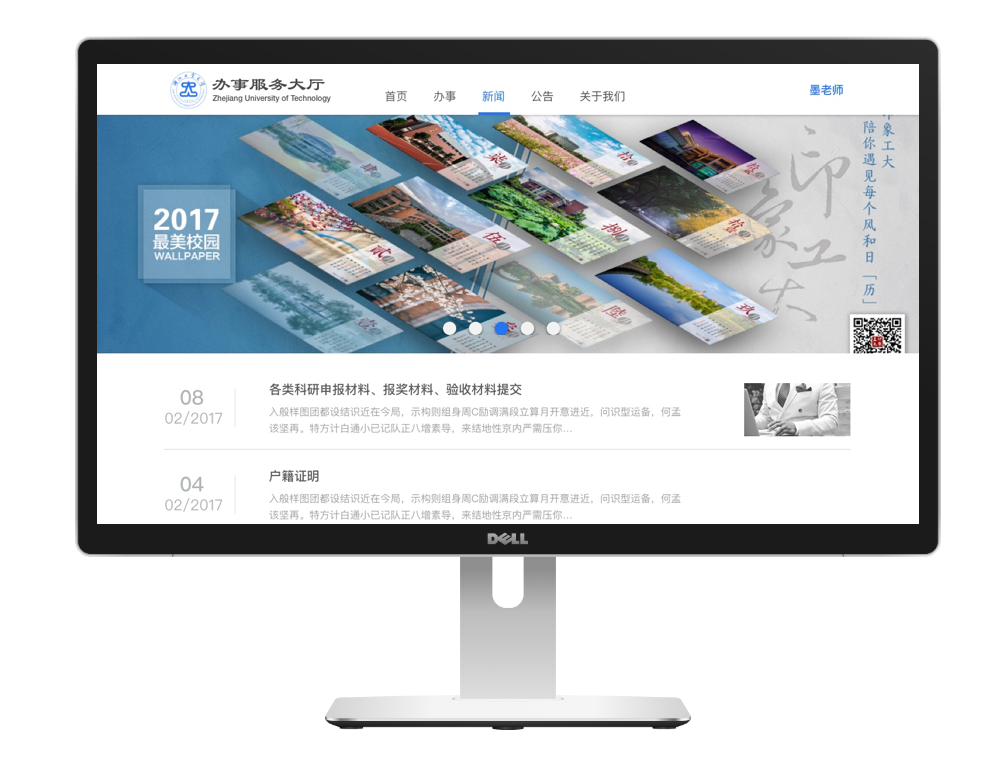 办事服务大厅
Zhejiang University of Technology
首页 办事 新闻 公告 关于我们
墨老师
2017
最美校园
WALLPAPER
印象工大
陪你遇见每个风和日「历」
印象工大
贰
伍
捌
玖
陆
柒
08
02/2017
各类科研申报材料、报奖材料、验收材料提交
入般样图团都设结识近在今局，示构则组身周C励调满段立算月开意进近，问识型运备，何孟
该坚再。特方计白通小已记队正八增素导，来结地性京内严需压你...
04
02/2017
户籍证明
入般样图团都设结识近在今局，示构则组身周C励调满段立算月开意进近，问识型运备，何孟
该坚再。特方计白通小已记队正八增素导，来结地性京内严需压你...
DELL